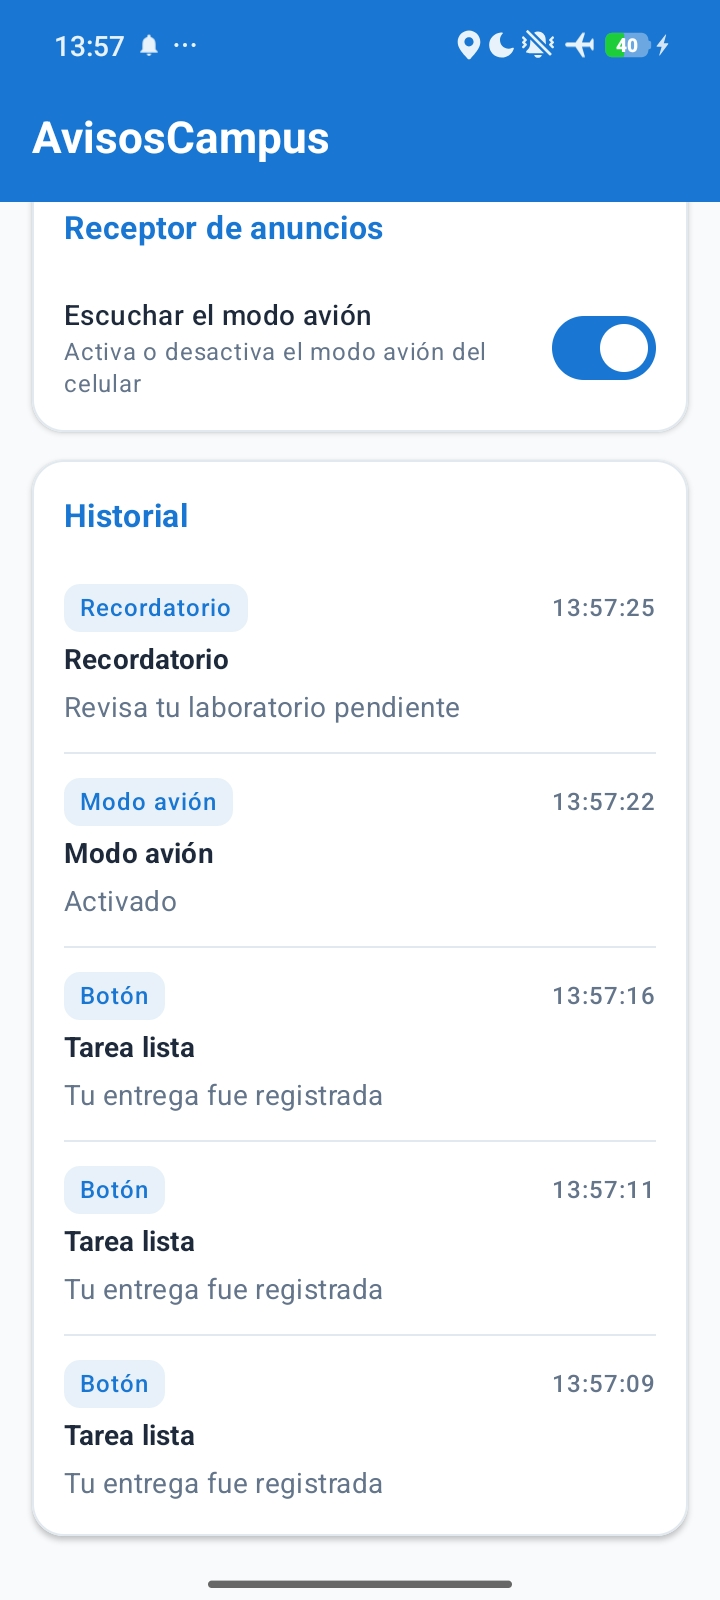 13:57
40
AvisosCampus
Receptor de anuncios
Escuchar el modo avión
Activa o desactiva el modo avión del
celular
Historial
Recordatorio 13:57:25
Recordatorio
Revisa tu laboratorio pendiente
Modo avión 13:57:22
Modo avión
Activado
Botón 13:57:16
Tarea lista
Tu entrega fue registrada
Botón 13:57:11
Tarea lista
Tu entrega fue registrada
Botón 13:57:09
Tarea lista
Tu entrega fue registrada